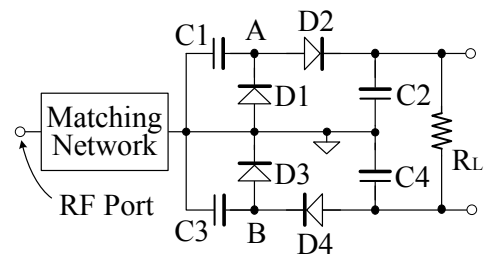 C1 A D2
D1 C2
Matching
Network
D3 C4 RL
RF Port
C3 B D4